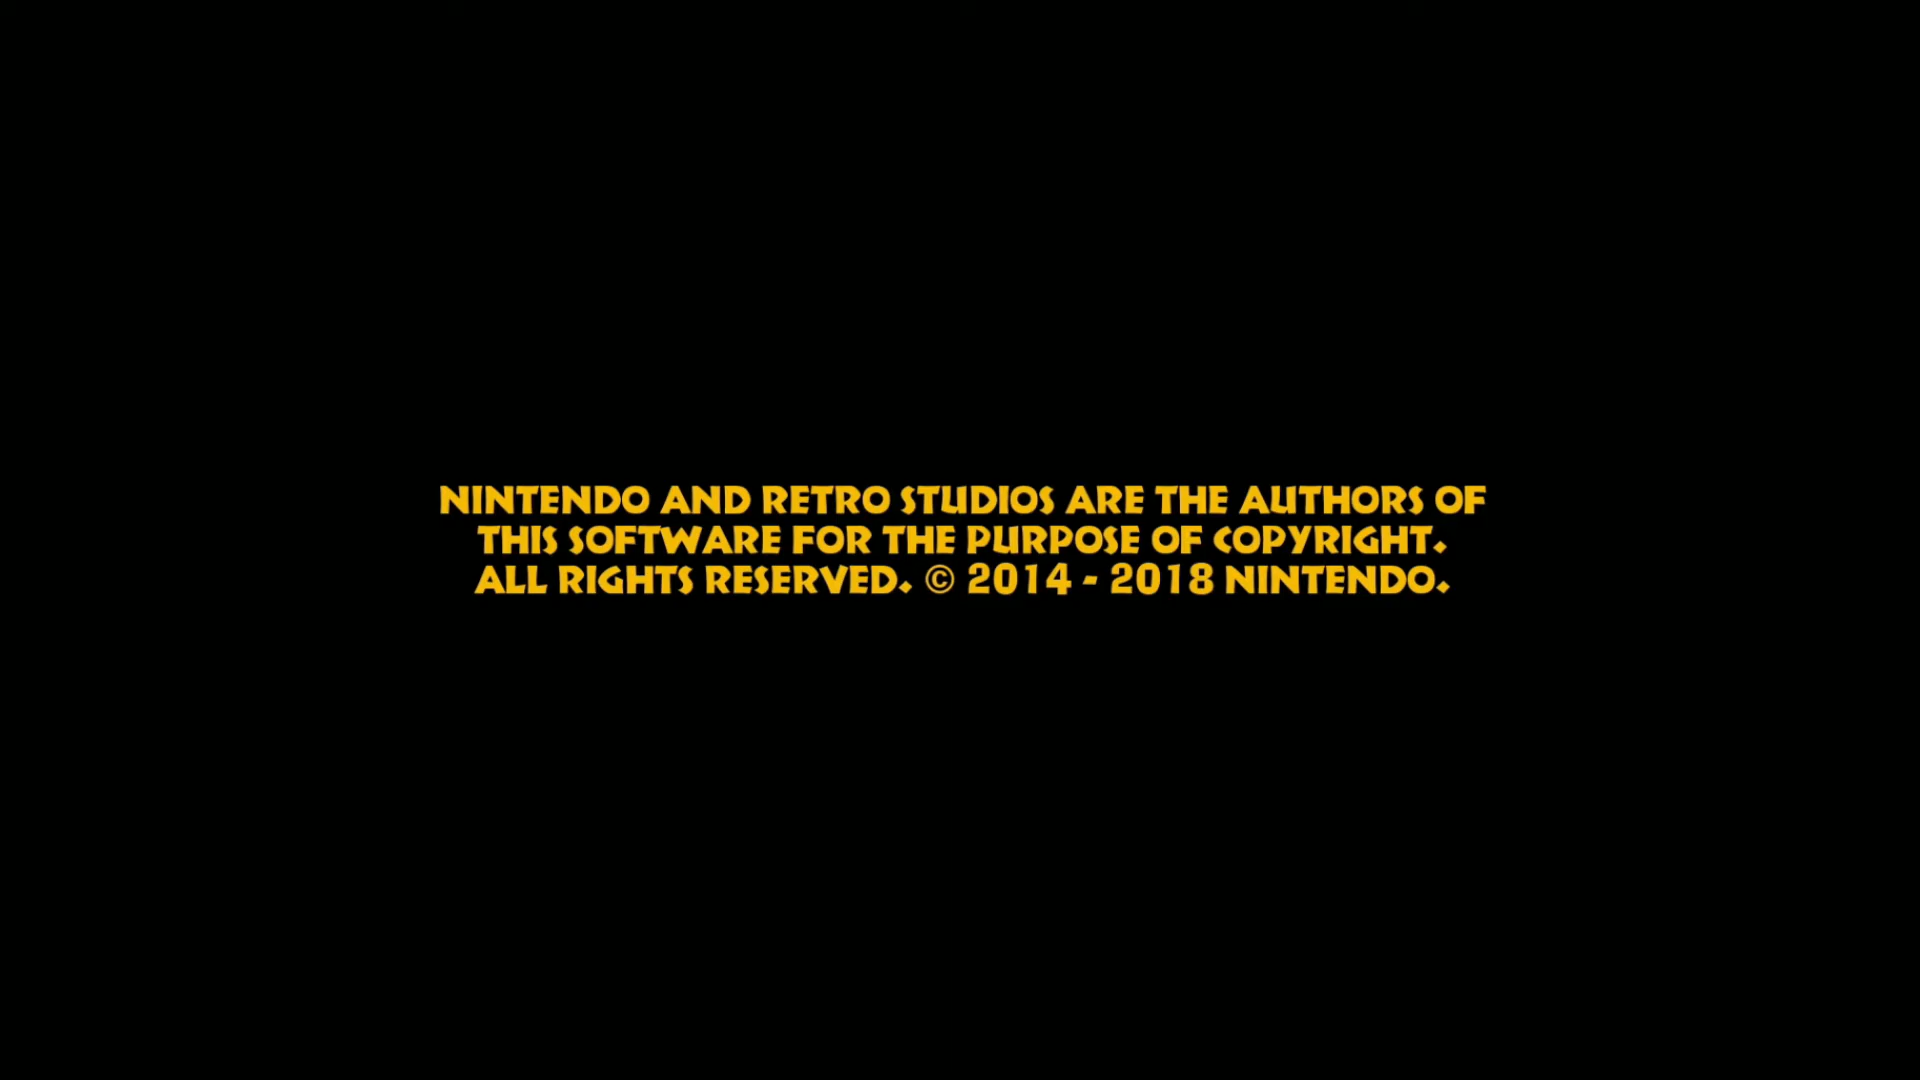 NINTENDO AND RETRO STUDIOS ARE THE AUTHORS OF
THIS SOFTWARE FOR THE PURPOSE OF COPYRIGHT.
ALL RIGHTS RESERVED. © 2014 - 2018 NINTENDO.